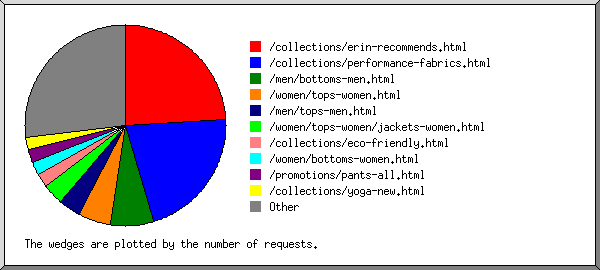 /collections/erin-recommends.html
/collections/performance-fabrics.html
/men/bottoms-men.html
/women/tops-women.html
/men/tops-men.html
/women/tops-women/jackets-women.html
/collections/eco-friendly.html
/women/bottoms-women.html
/promotions/pants-all.html
/collections/yoga-new.html
Other
The wedges are plotted by the number of requests.